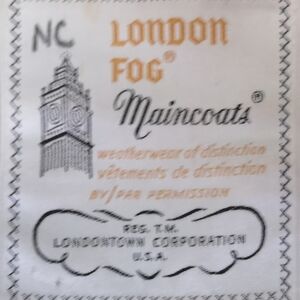 NC
LONDON
FOG®
Maincoats®
weatherwear of distinction
vêtements de distinction
BY/PAR PERMISSION
REG. T.M.
LONDONTOWN CORPORATION
U.S.A.